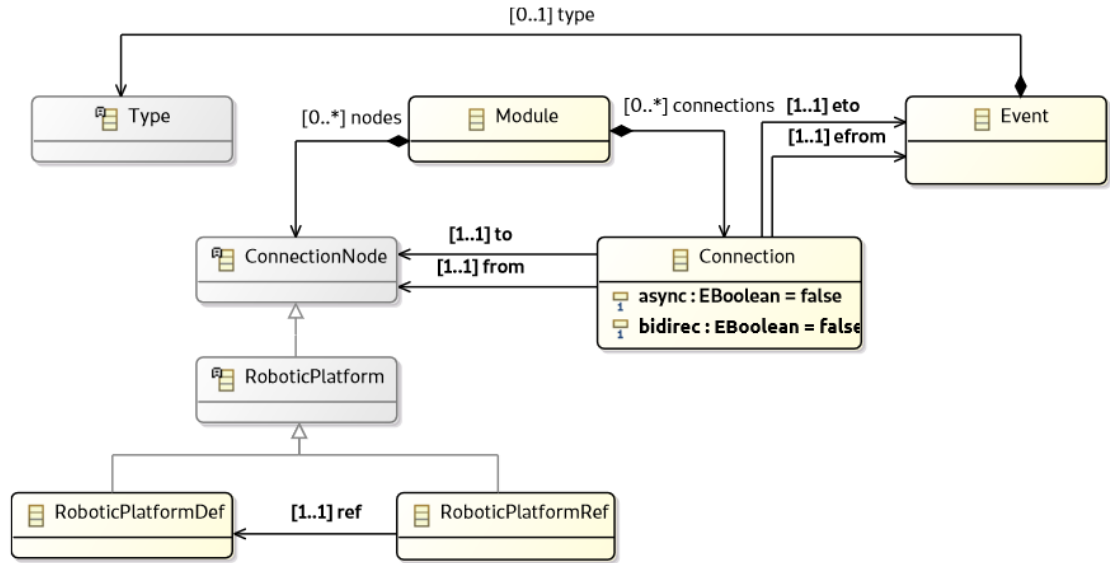 [0..1] type
Type
[0..*] nodes
Module
[0..*] connections
[1..1] eto
[1..1] efrom
Event
ConnectionNode
[1..1] to
[1..1] from
Connection
async : EBoolean = false
bidirec : EBoolean = false
RoboticPlatform
RoboticPlatformDef
[1..1] ref
RoboticPlatformRef